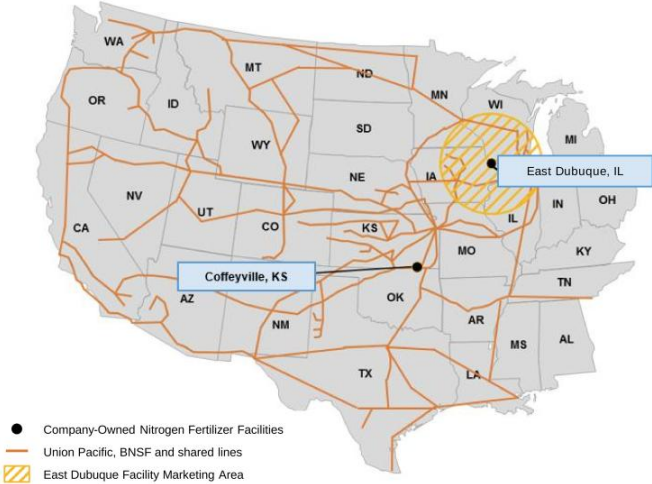 WA
MT
ND
MN
OR
ID
WI
SD
MI
WY
East Dubuque, IL
NE
IA
NV
IN
OH
UT
IL
CA
CO
KS
MO
KY
Coffeyville, KS
TN
AZ
OK
NM
AR
MS
AL
TX
LA
Company-Owned Nitrogen Fertilizer Facilities
Union Pacific, BNSF and shared lines
East Dubuque Facility Marketing Area